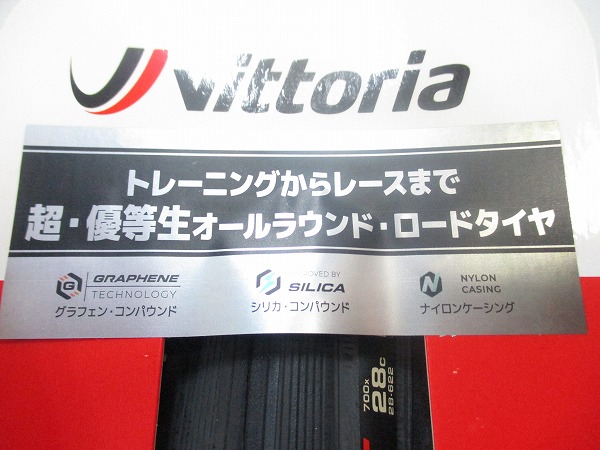 vittoria
トレーニングからレースまで
超・優等生オールラウンド・ロードタイヤ
GRAPHENE
TECHNOLOGY
グラフェン・コンパウンド
BY
SILICA
シリカ・コンパウンド
NYLON
CASING
ナイロンケーシング
700x
28c
28-622